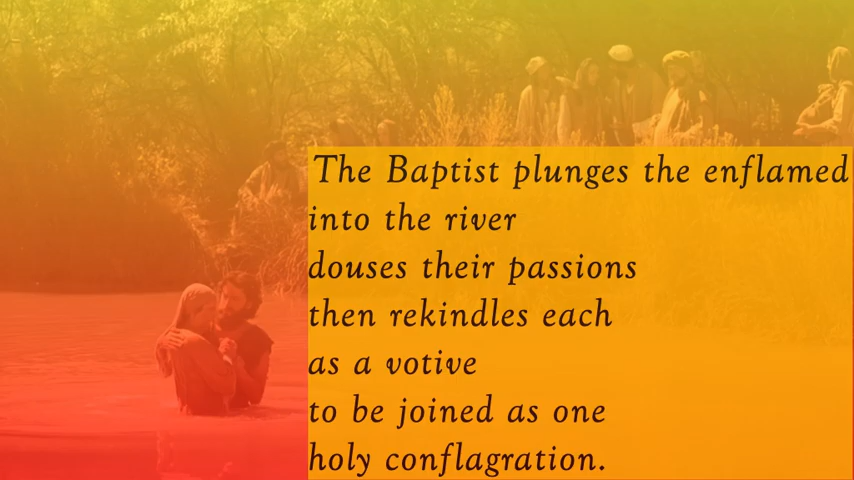 The Baptist plunges the enflamed
into the river
douses their passions
then rekindles each
as a votive
to be joined as one
holy conflagration.